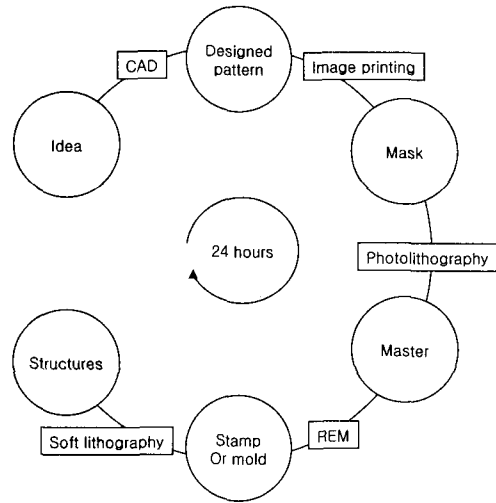 Idea
CAD
Designed
pattern
Image printing
Mask
Photolithography
Master
REM
Stamp
Or mold
Soft lithography
Structures
24 hours